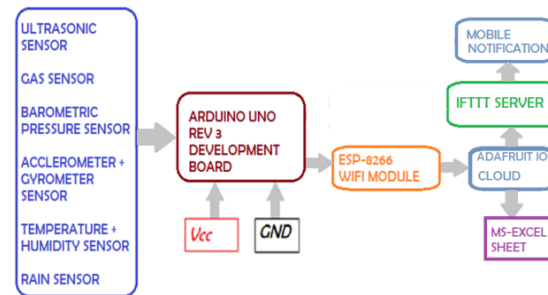 ULTRASONIC
SENSOR
GAS SENSOR
BAROMETRIC
PRESSURE SENSOR
ACCLEROMETER +
GYROMETER
SENSOR
TEMPERATURE +
HUMIDITY SENSOR
RAIN SENSOR
ARDUINO UNO
REV 3
DEVELOPMENT
BOARD
Vcc
GND
ESP-8266
WIFI MODULE
MOBILE
NOTIFICATION
IFTTT SERVER
ADAFRUIT IO
CLOUD
MS-EXCEL
SHEET